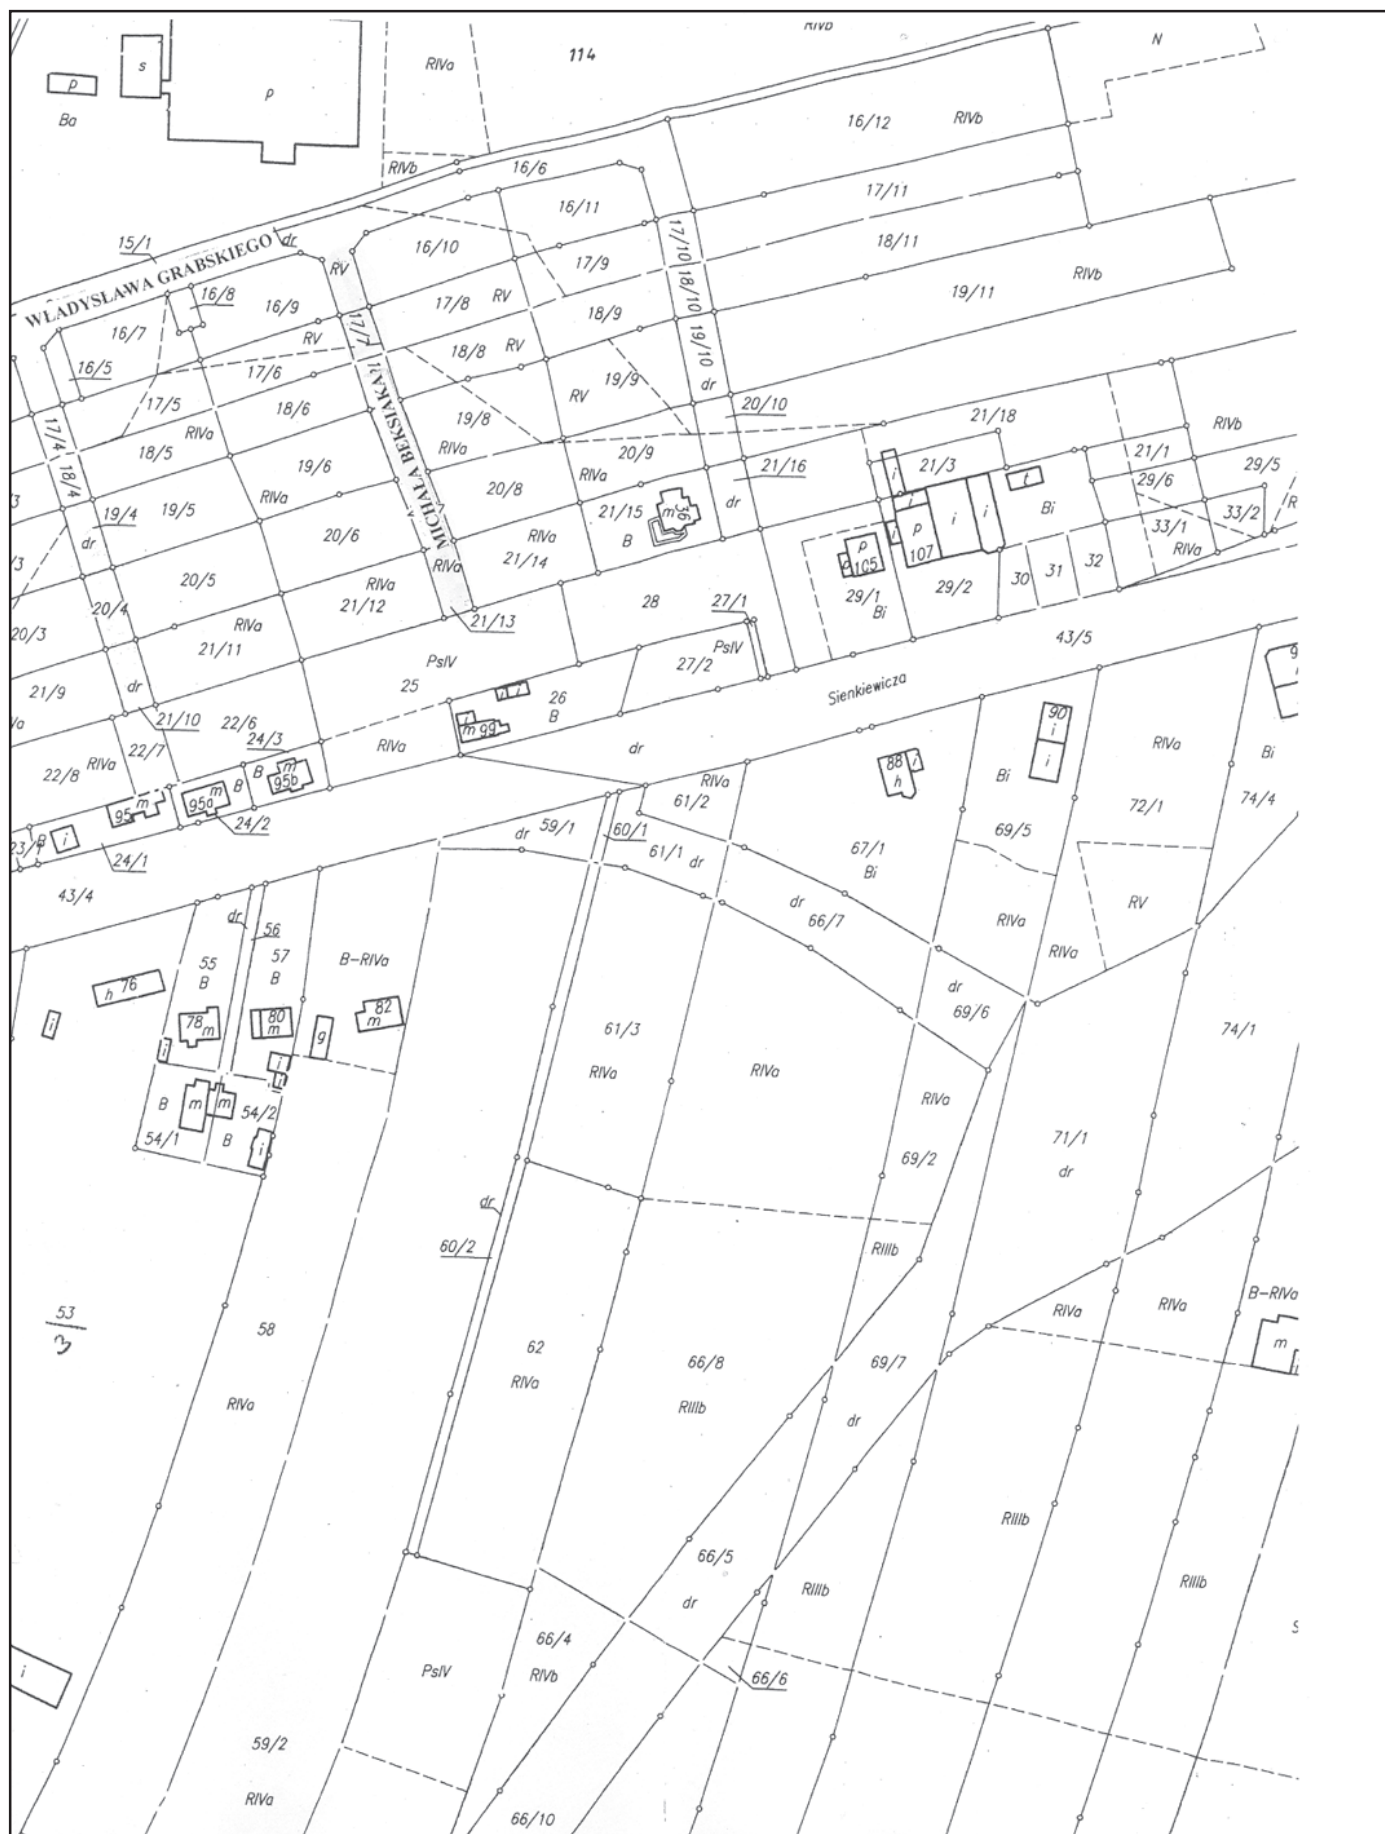 RIVb
N
114
RIVa
s
p
p
Ba
16/12
RIVb
RIVb
16/6
17/11
16/11
18/11
15/1
dr
16/10
17/10
17/9
RIVb
WŁADYSŁAWA GRABSKIEGO
RV
18/10
19/11
16/8
16/9
17/8
RV
18/9
16/7
17/7
RV
19/10
16/5
17/6
18/8
RV
19/9
dr
17/5
18/6
RV
20/10
17/4
18/5
RIVa
MICHAŁA BEKSIAKA
19/8
RIVa
20/9
21/18
RIVb
18/4
19/6
21/16
21/3
21/1
29/5
29/6
19/4
19/5
RIVa
20/8
RIVa
21/15
m
36
dr
i
i
i
i
t
Bi
33/2
R
33/1
RIVa
dr
20/6
RIVa
21/14
B
p
105
p
107
i
32
31
30
20/5
RIVa
RIVa
29/1
29/2
Bi
20/4
21/12
28
27/1
20/3
RIVa
21/13
43/5
21/11
PsIV
PsIV
27/2
21/9
dr
25
Sienkiewicza
i
i
26
B
21/10
22/6
i
m 99
90
i
i
RIVa
Bi
22/7
24/3
RIVa
dr
88
h
i
RIVa
22/8
m
95
B
m
95a
B
m
95b
RIVa
61/2
Bi
72/1
74/4
23/1
B
i
24/2
59/1
60/1
dr
69/5
24/1
61/1
dr
67/1
Bi
43/4
RV
dr
66/7
56
57
B
B-RIVa
RIVa
RIVa
55
B
h 76
dr
69/6
i
78
m
80
m
g
82
m
61/3
74/1
i
i
i
RIVa
RIVa
B
m
m
54/2
RIVa
54/1
B
i
71/1
dr
69/2
dr
60/2
RIIIb
B-RIVa
RIVa
RIVa
53
3
58
62
66/8
69/7
m
RIVa
RIVa
RIIIb
dr
RIIIb
66/5
RIIIb
RIIIb
dr
66/4
RIVb
i
PsIV
66/6
59/2
RIVa
66/10